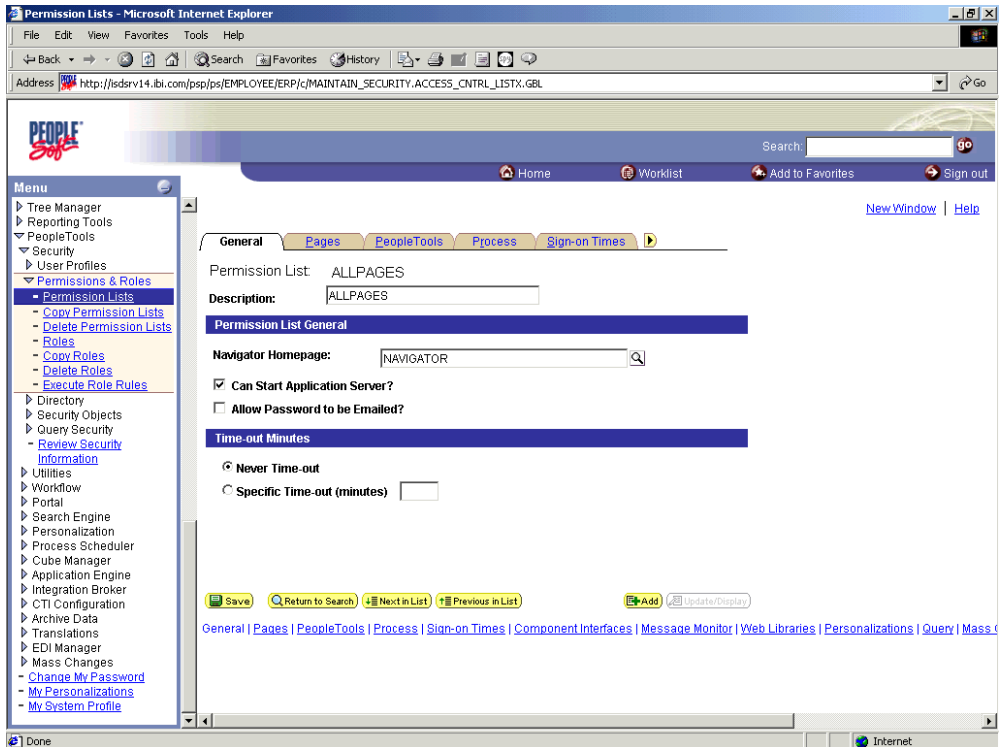 Permission Lists - Microsoft Internet Explorer
File Edit View Favorites Tools Help
Back Search Favorites History
Address http://isdsrv14.ibi.com/psp/ps/EMPLOYEE/ERP/c/MAINTAIN_SECURITY.ACCESS_CNTRL_LISTX.GBL Go
PEOPLE Soft
Search: go
Home Worklist Add to Favorites Sign out
Menu
Tree Manager
Reporting Tools
PeopleTools
Security
User Profiles
Permissions & Roles
- Permission Lists
- Copy Permission Lists
- Delete Permission Lists
- Roles
- Copy Roles
- Delete Roles
- Execute Role Rules
Directory
Security Objects
Query Security
- Review Security
Information
Utilities
Workflow
Portal
Search Engine
Personalization
Process Scheduler
Cube Manager
Application Engine
Integration Broker
CTI Configuration
Archive Data
Translations
EDI Manager
Mass Changes
- Change My Password
- My Personalizations
- My System Profile
New Window | Help
General Pages PeopleTools Process Sign-on Times
Permission List: ALLPAGES
Description: ALLPAGES
Permission List General
Navigator Homepage: NAVIGATOR
Can Start Application Server?
Allow Password to be Emailed?
Time-out Minutes
Never Time-out
Specific Time-out (minutes)
Save Return to Search Next in List Previous in List Add Update/Display
General | Pages | PeopleTools | Process | Sign-on Times | Component Interfaces | Message Monitor | Web Libraries | Personalizations | Query | Mass
Done Internet